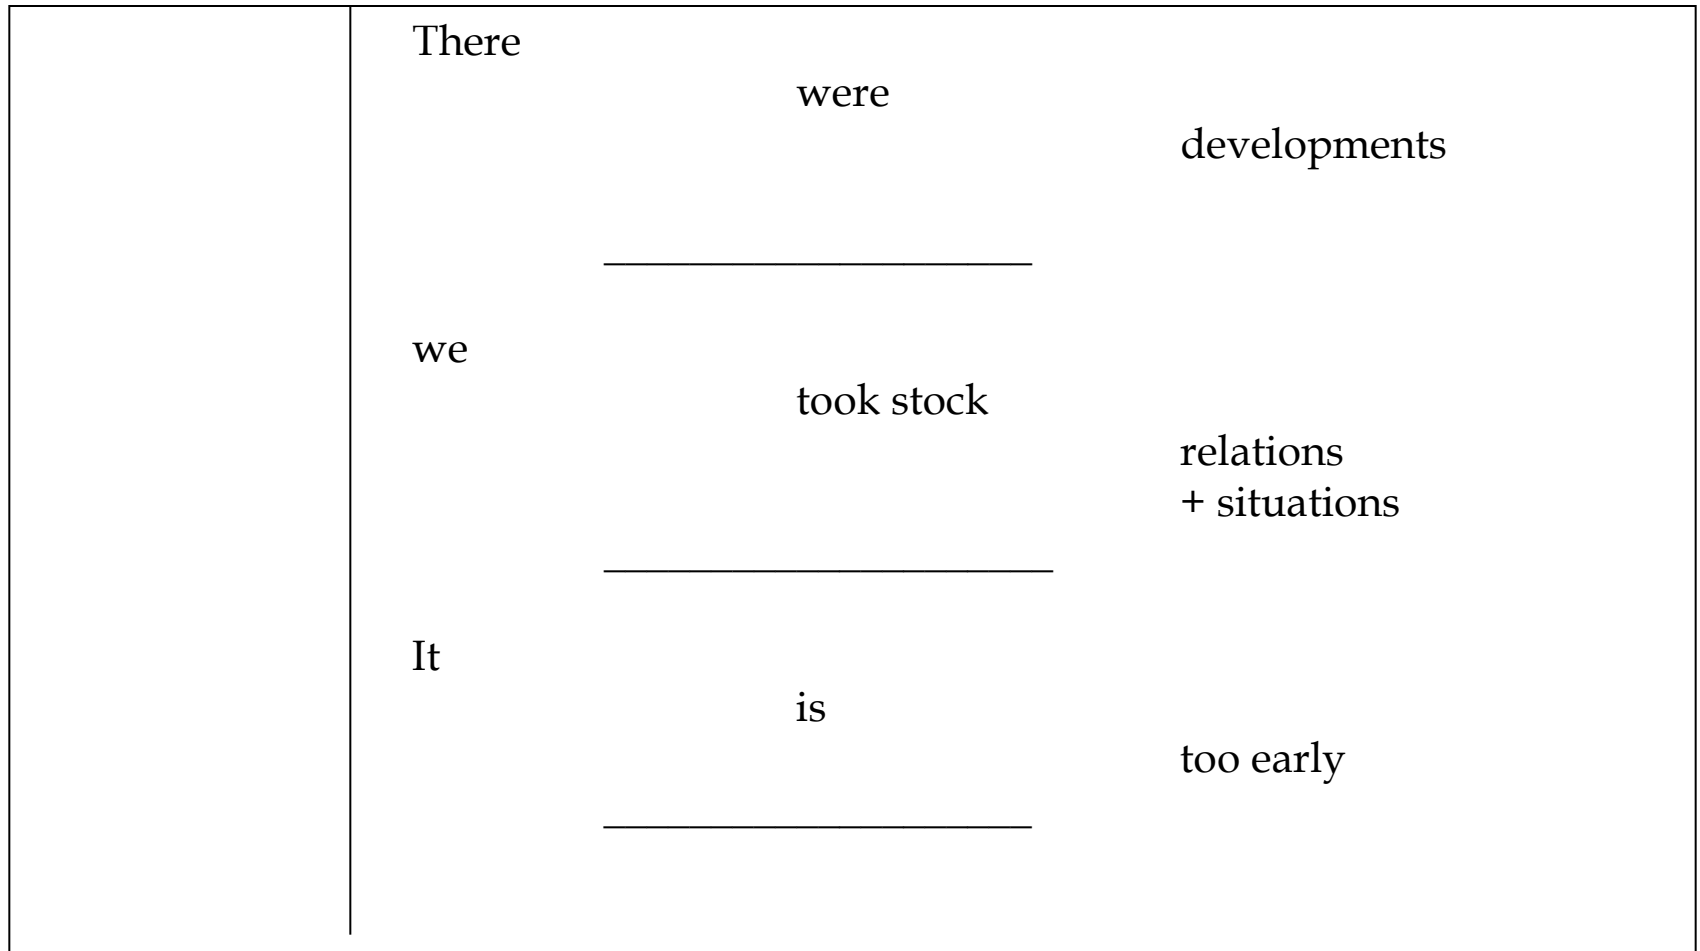 There
were
developments
we
took stock
relations
+ situations
It
is
too early